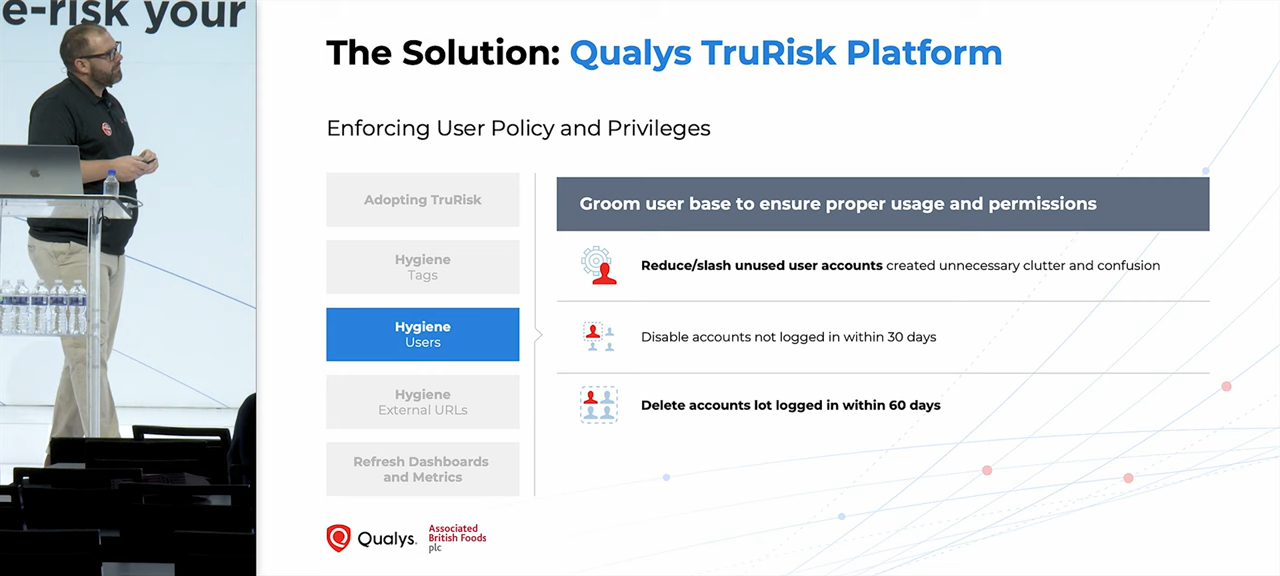 e-risk your
The Solution: Qualys TruRisk Platform
Enforcing User Policy and Privileges
Adopting TruRisk
Hygiene
Tags
Hygiene
Users
Hygiene
External URLs
Refresh Dashboards
and Metrics
Groom user base to ensure proper usage and permissions
Reduce/slash unused user accounts created unnecessary clutter and confusion
Disable accounts not logged in within 30 days
Delete accounts lot logged in within 60 days
Qualys.
Associated
British Foods
plc